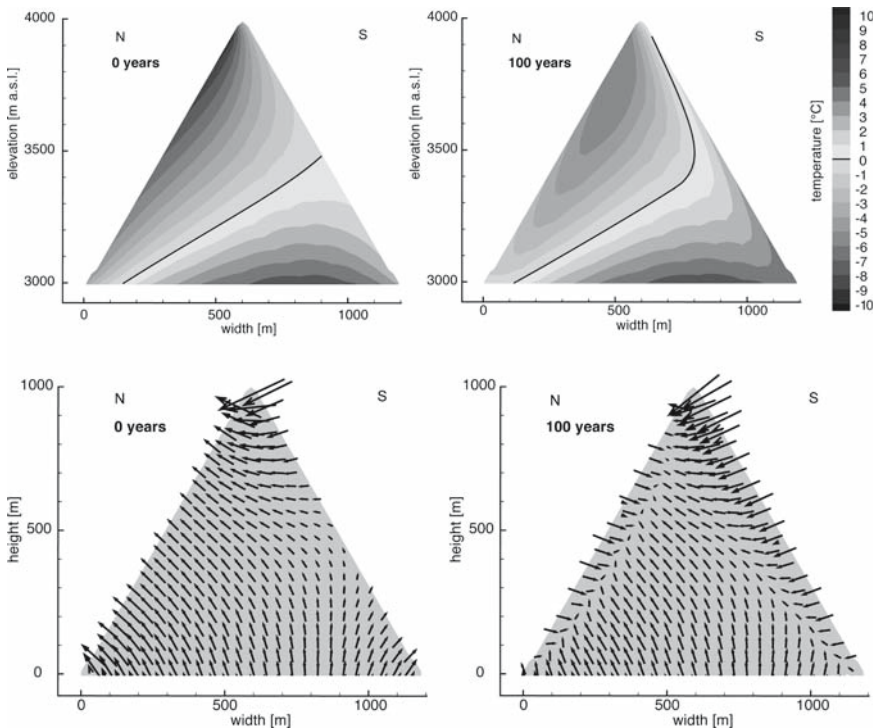 4000
N
S
0 years
elevation [m a.s.l.]
3500
3000
0
500
1000
width [m]
4000
N
S
100 years
elevation [m a.s.l.]
3500
3000
0
500
1000
width [m]
10
9
8
7
6
5
4
3
2
1
0
-1
-2
-3
-4
-5
-6
-7
-8
-9
-10
temperature [°C]
1000
N
S
0 years
height [m]
500
0
0
500
1000
width [m]
1000
N
S
100 years
height [m]
500
0
0
500
1000
width [m]